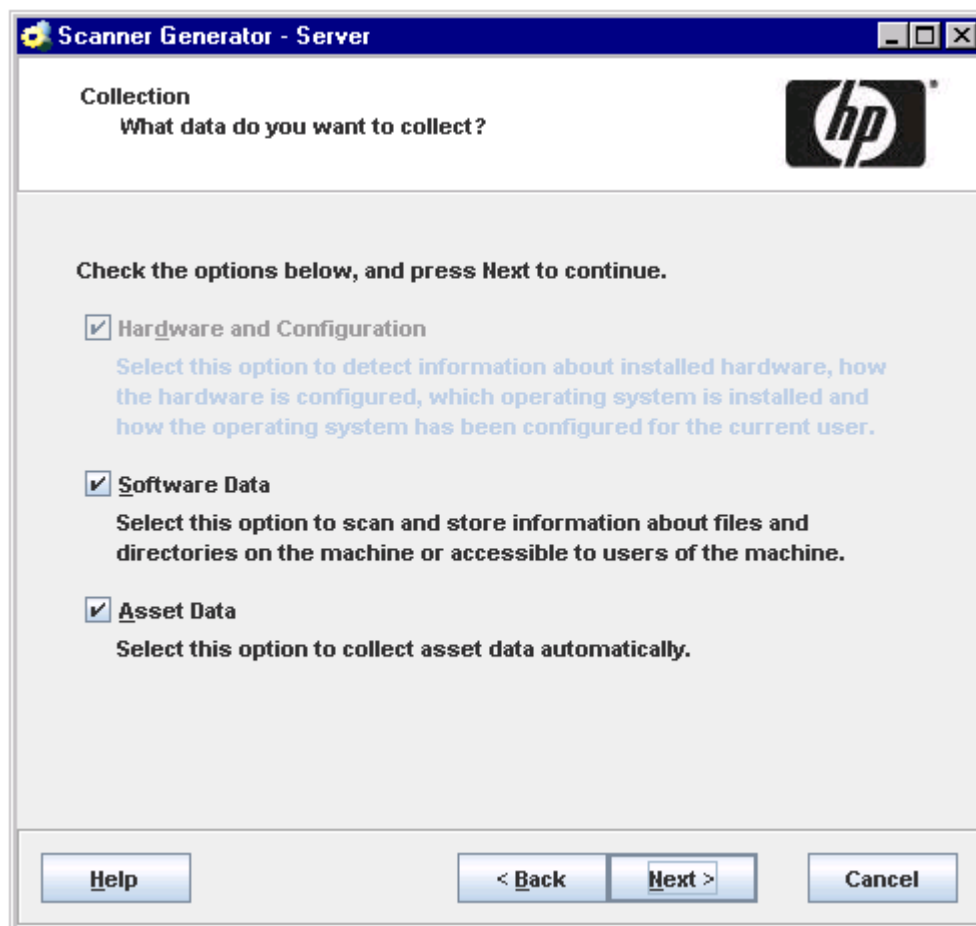 Scanner Generator - Server
Collection
What data do you want to collect?
hp
Check the options below, and press Next to continue.
Hardware and Configuration
Select this option to detect information about installed hardware, how
the hardware is configured, which operating system is installed and
how the operating system has been configured for the current user.
Software Data
Select this option to scan and store information about files and
directories on the machine or accessible to users of the machine.
Asset Data
Select this option to collect asset data automatically.
Help
< Back
Next >
Cancel